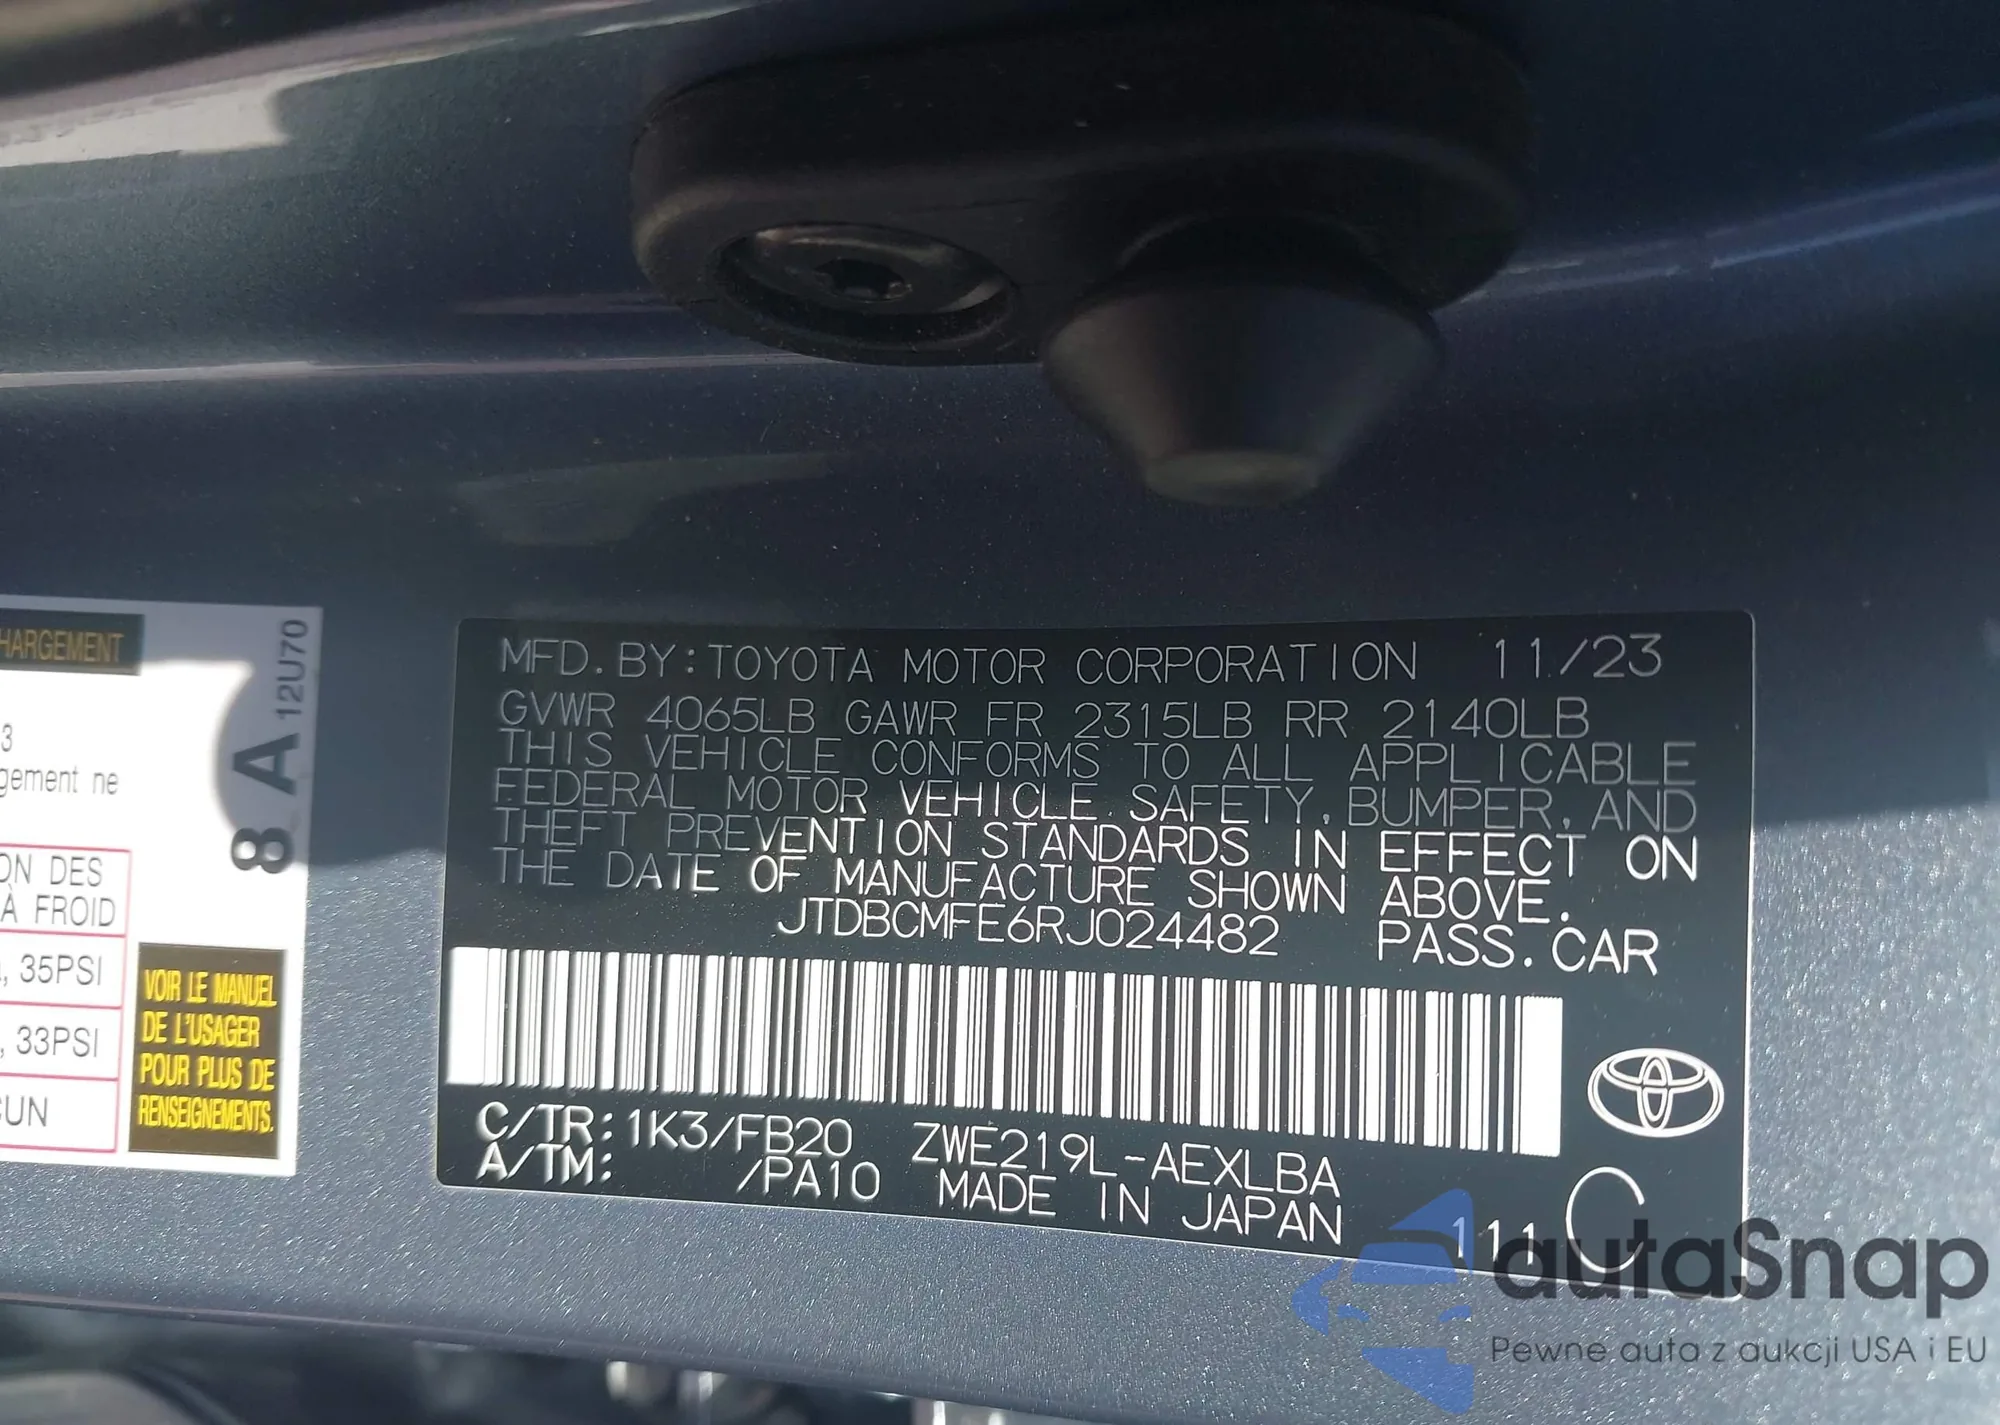 HARGEMENT
3
gement ne
ON DES
À FROID
, 35PSI
, 33PSI
CUN
8 A 12U70
VOIR LE MANUEL
DE L'USAGER
POUR PLUS DE
RENSEIGNEMENTS.
MFD. BY: TOYOTA MOTOR CORPORATION 11/23
GVWR 4065LB GAWR FR 2315LB RR 2140LB
THIS VEHICLE CONFORMS TO ALL APPLICABLE
FEDERAL MOTOR VEHICLE SAFETY, BUMPER, AND
THEFT PREVENTION STANDARDS IN EFFECT ON
THE DATE OF MANUFACTURE SHOWN ABOVE.
JTDBCMFE6RJ024482 PASS. CAR
C/TR: 1K3/FB20 ZWE219L-AEXLBA
A/TM: /PA10 MADE IN JAPAN
111 C
autaSnap
Pewne auta z aukcji USA i EU